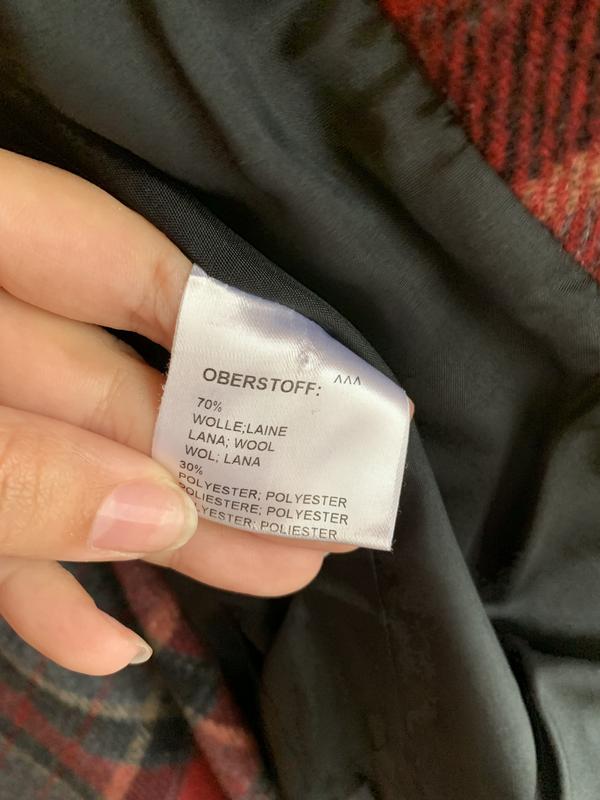 OBERSTOFF: ^^^
70%
WOLLE;LAINE
LANA; WOOL
WOL; LANA
30%
POLYESTER; POLYESTER
POLIESTERE; POLYESTER
POLIESTER